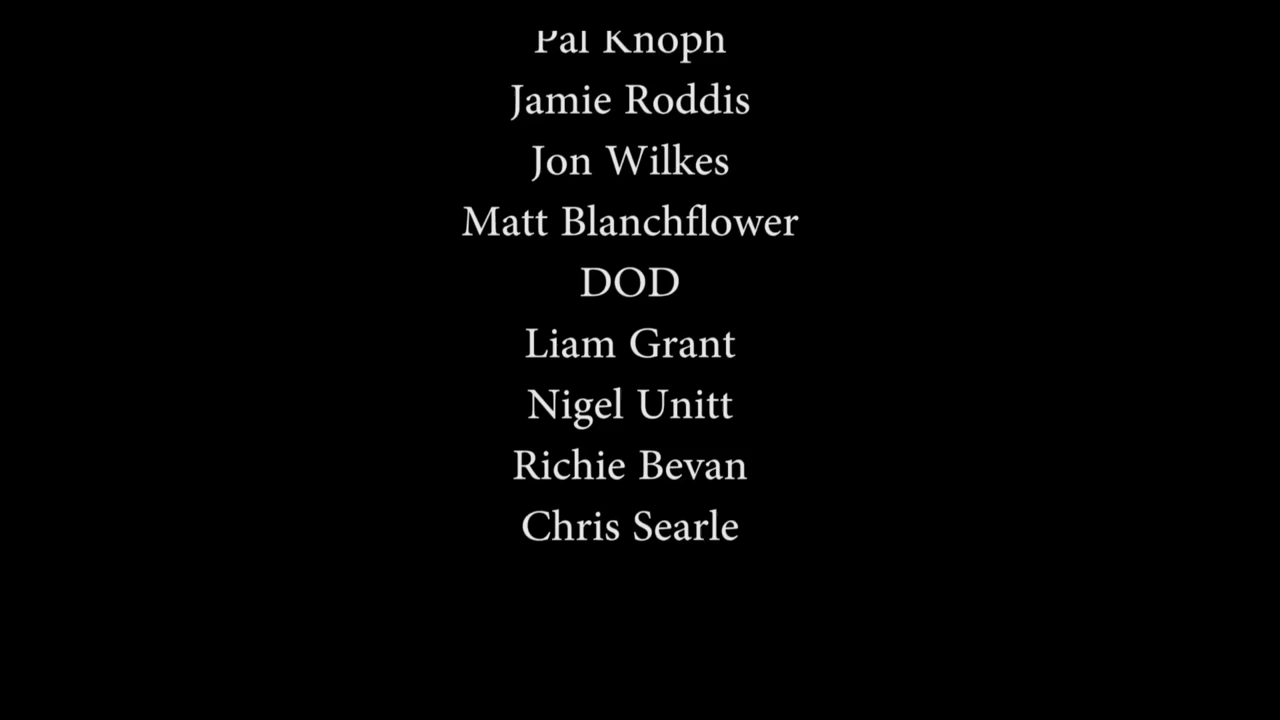 Pal Knoph
Jamie Roddis
Jon Wilkes
Matt Blanchflower
DOD
Liam Grant
Nigel Unitt
Richie Bevan
Chris Searle